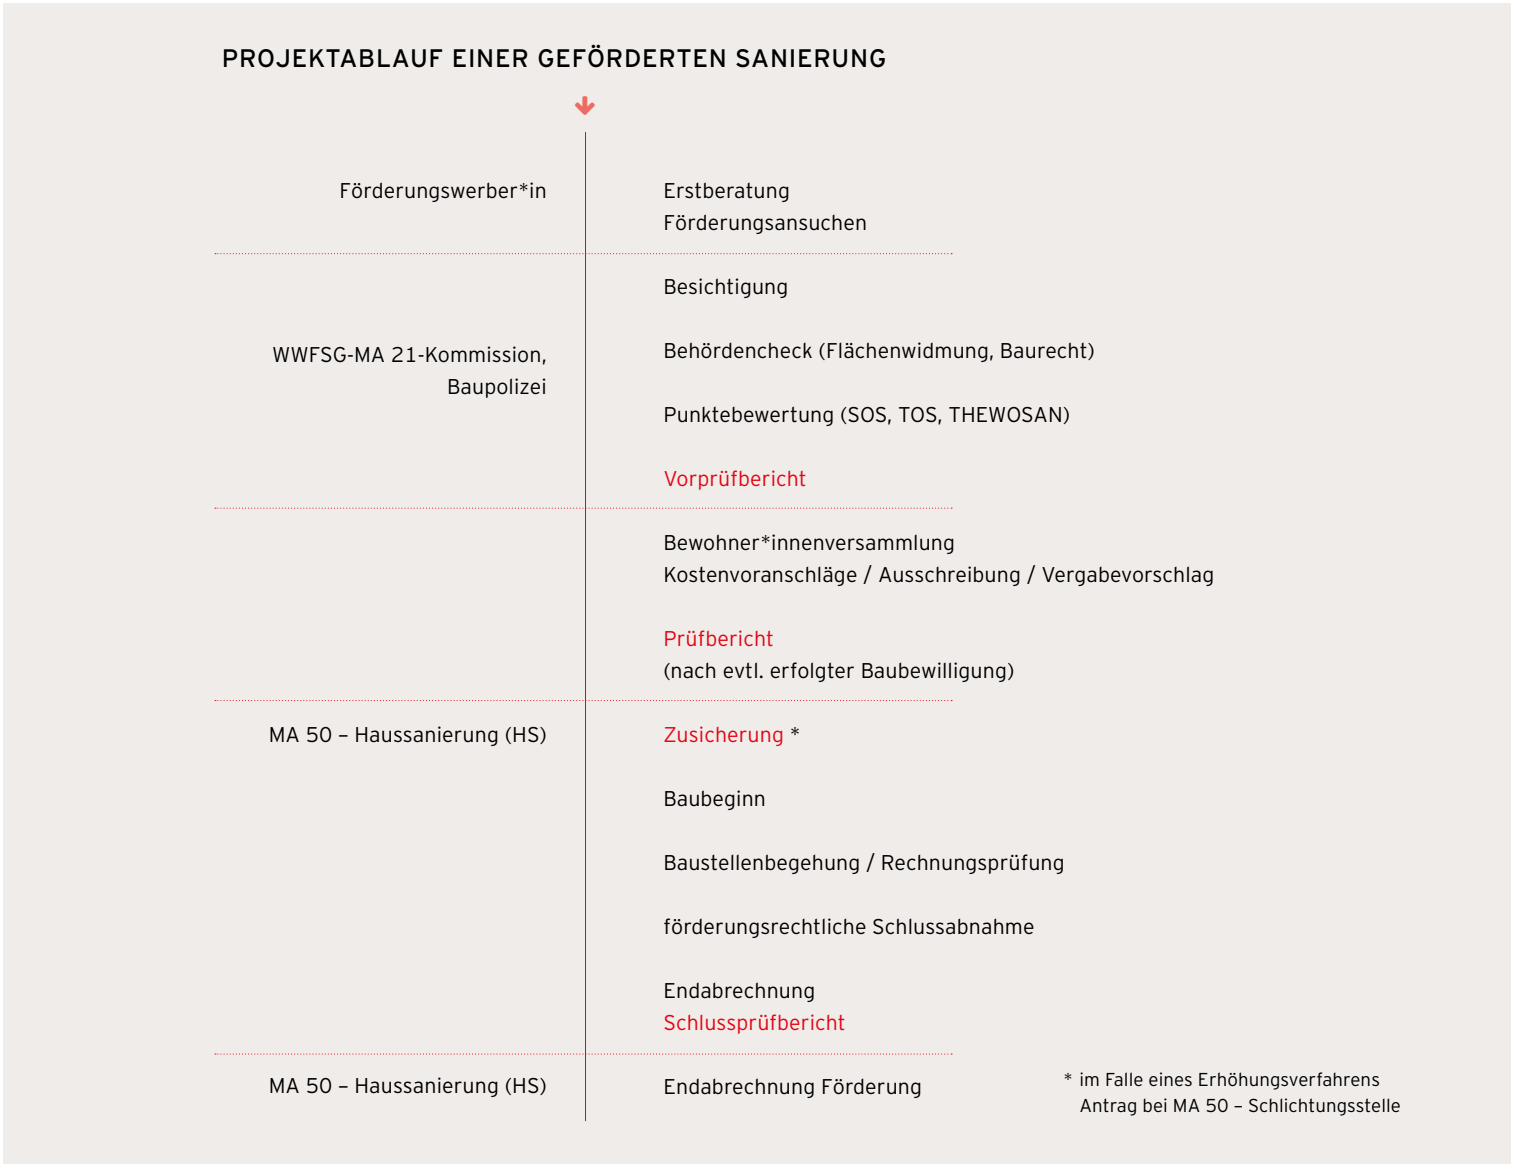 PROJEKTABLAUF EINER GEFÖRDERTEN SANIERUNG
Förderungswerber*in
Erstberatung
Förderungsansuchen
Besichtigung
WWFSG-MA 21-Kommission,
Baupolizei
Behördencheck (Flächenwidmung, Baurecht)
Punktebewertung (SOS, TOS, THEWOSAN)
Vorprüfbericht
Bewohner*innenversammlung
Kostenvoranschläge / Ausschreibung / Vergabevorschlag
Prüfbericht
(nach evtl. erfolgter Baubewilligung)
MA 50 – Haussanierung (HS)
Zusicherung *
Baubeginn
Baustellenbegehung / Rechnungsprüfung
förderungsrechtliche Schlussabnahme
Endabrechnung
Schlussprüfbericht
MA 50 – Haussanierung (HS)
Endabrechnung Förderung
* im Falle eines Erhöhungsverfahrens
Antrag bei MA 50 – Schlichtungsstelle